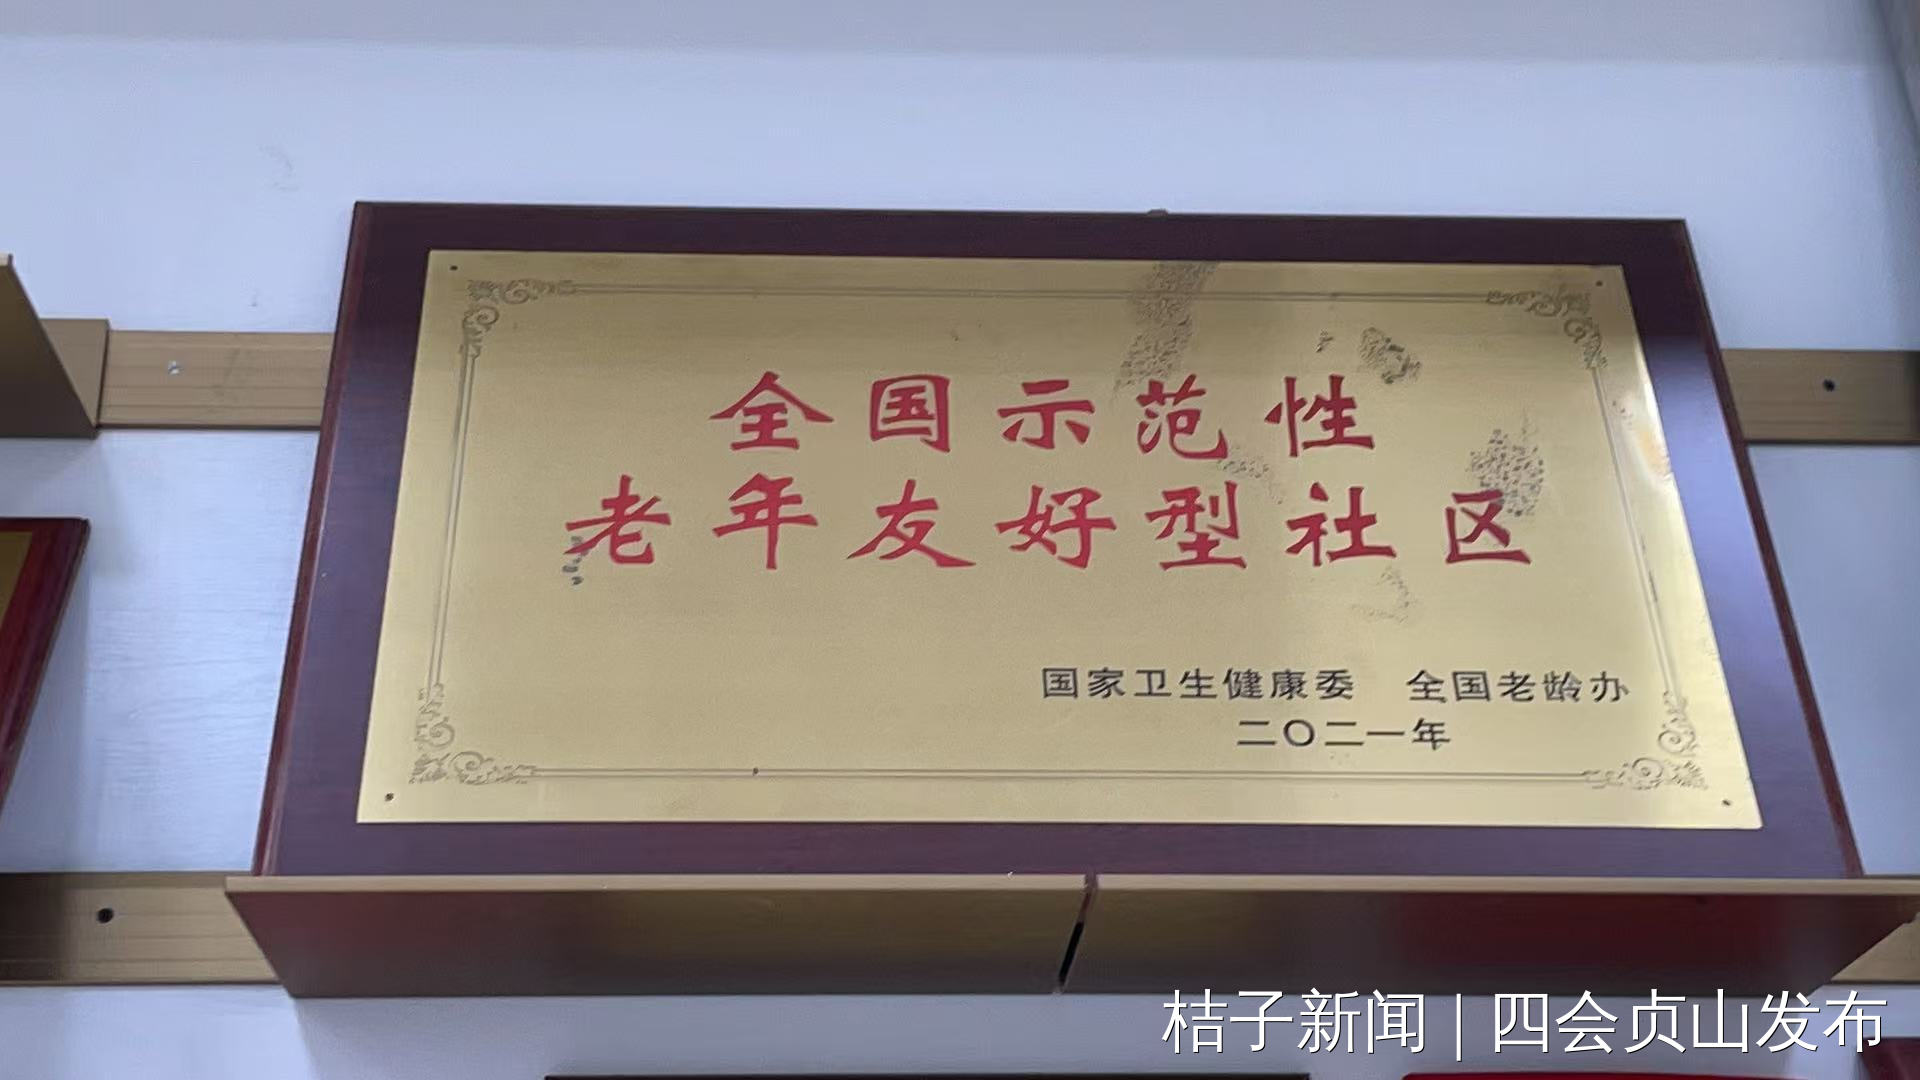 全国示范性
老年友好型社区
国家卫生健康委 全国老龄办
二〇二一年
桔子新闻 | 四会贞山发布